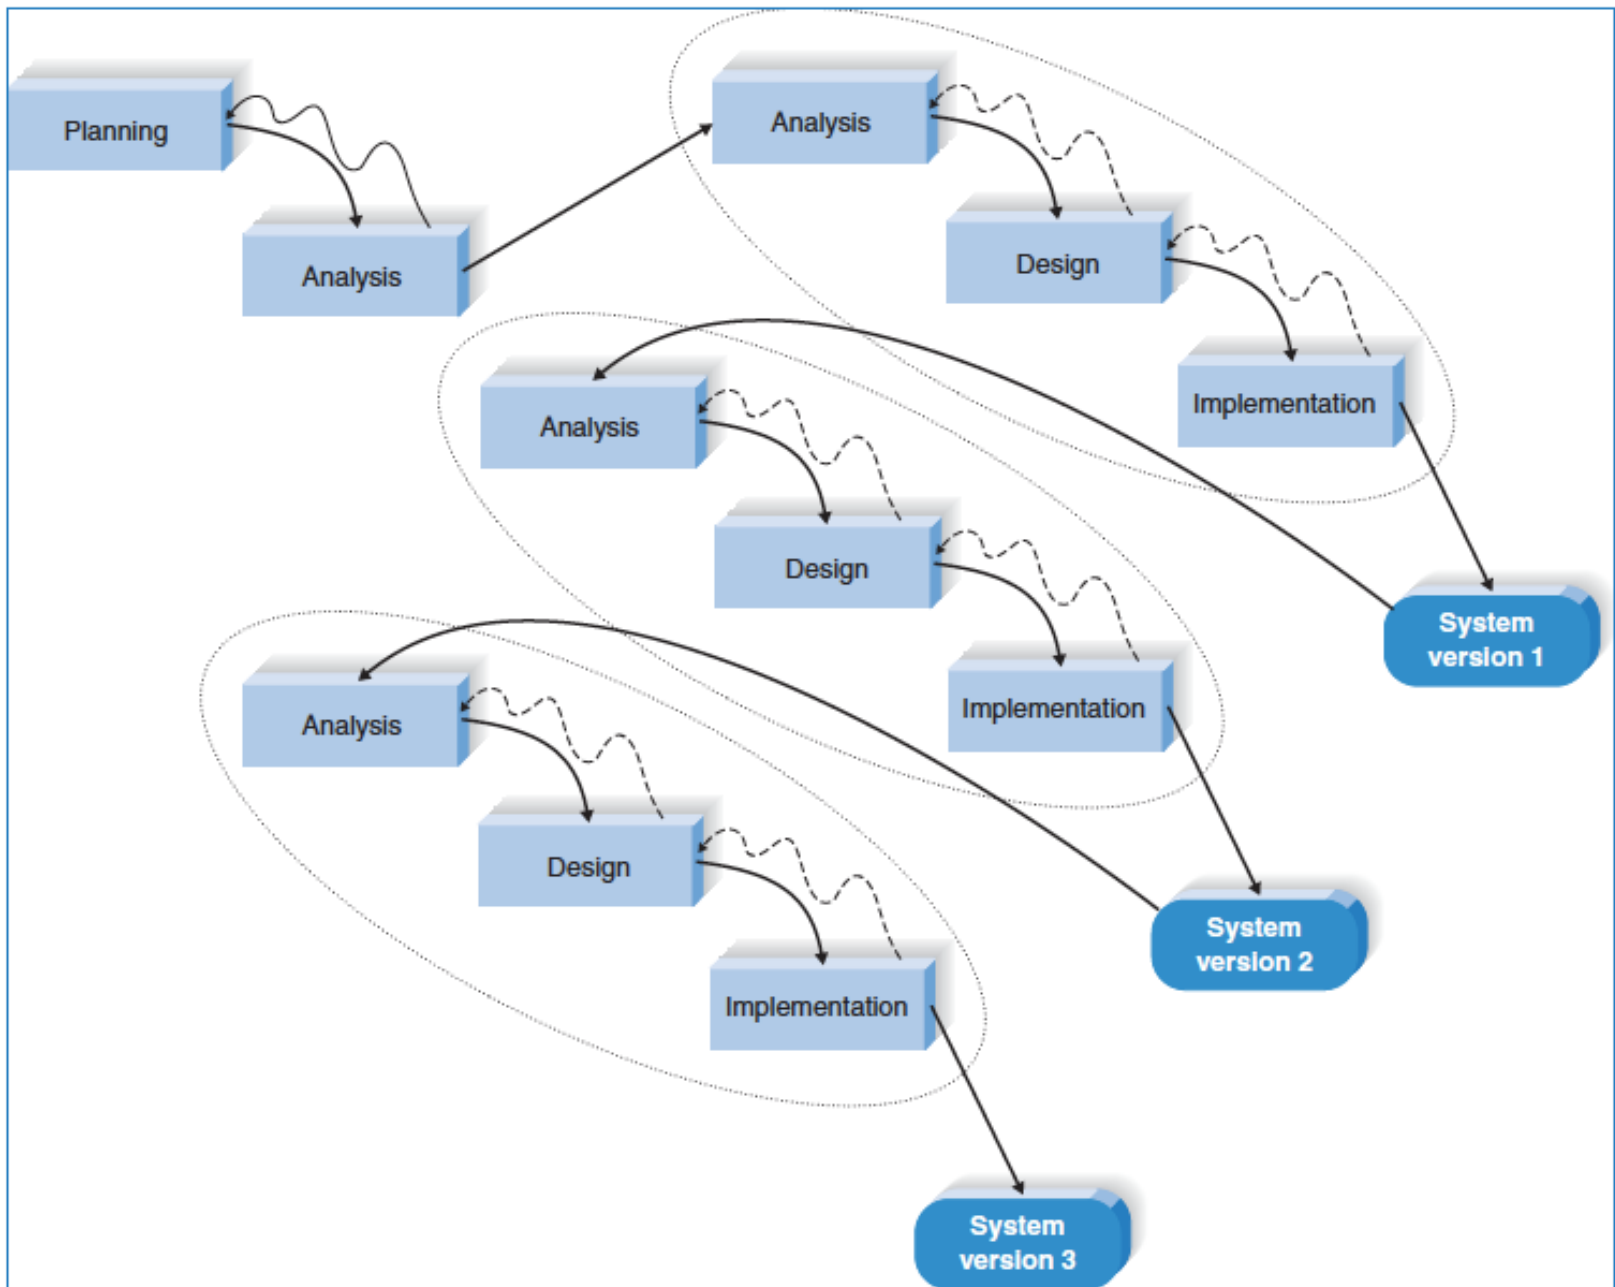 Planning
Analysis
Analysis
Design
Implementation
System
version 1
Analysis
Design
Implementation
System
version 2
Analysis
Design
Implementation
System
version 3